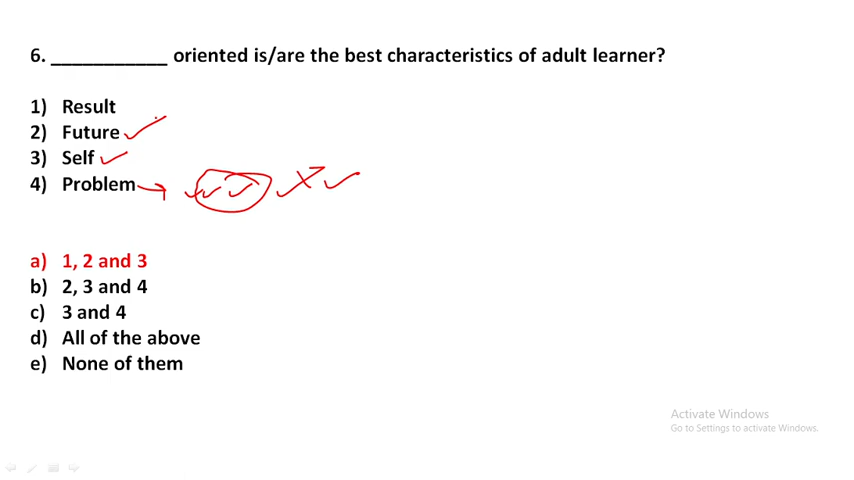 6. ___________ oriented is/are the best characteristics of adult learner?
1) Result
2) Future
3) Self
4) Problem
a) 1, 2 and 3
b) 2, 3 and 4
c) 3 and 4
d) All of the above
e) None of them
Activate Windows
Go to Settings to activate Windows.